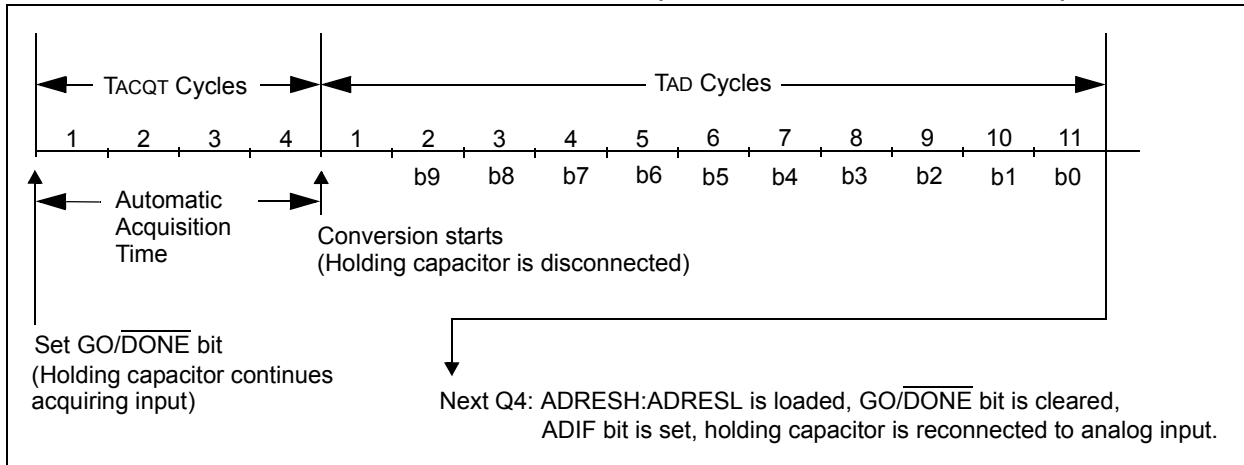 TACQT Cycles
TAD Cycles
1 2 3 4 1 2 3 4 5 6 7 8 9 10 11
b9 b8 b7 b6 b5 b4 b3 b2 b1 b0
Automatic
Acquisition
Time
Conversion starts
(Holding capacitor is disconnected)
Set GO/DONE bit
(Holding capacitor continues
acquiring input)
Next Q4: ADRESH:ADRESL is loaded, GO/DONE bit is cleared,
ADIF bit is set, holding capacitor is reconnected to analog input.